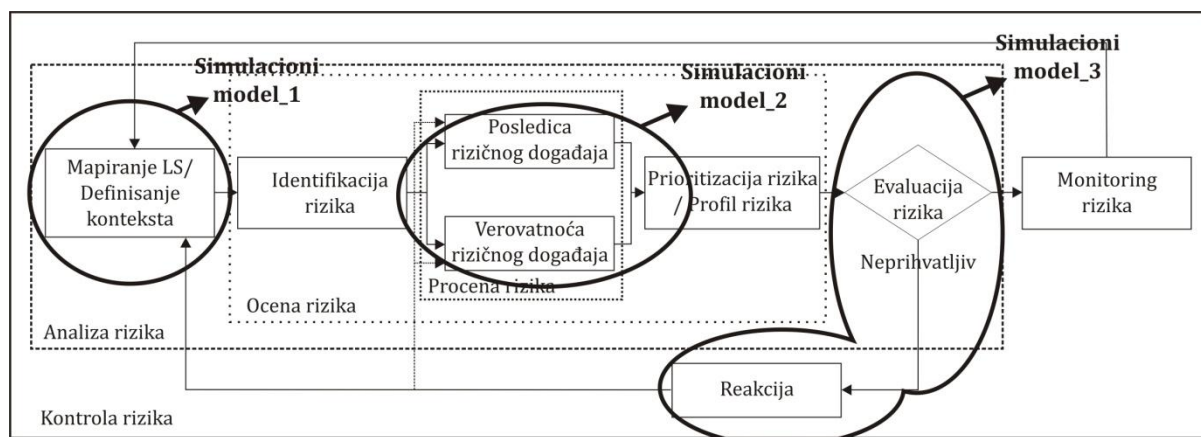 Simulacioni
model_1
Simulacioni
model_2
Simulacioni
model_3
Mapiranje LS/
Definisanje
konteksta
Identifikacija
rizika
Posledica
rizičnog događaja
Verovatnoća
rizičnog događaja
Procena rizika
Prioritizacija rizika
/ Profil rizika
Evaluacija
rizika
Neprihvatljiv
Monitoring
rizika
Ocena rizika
Analiza rizika
Reakcija
Kontrola rizika